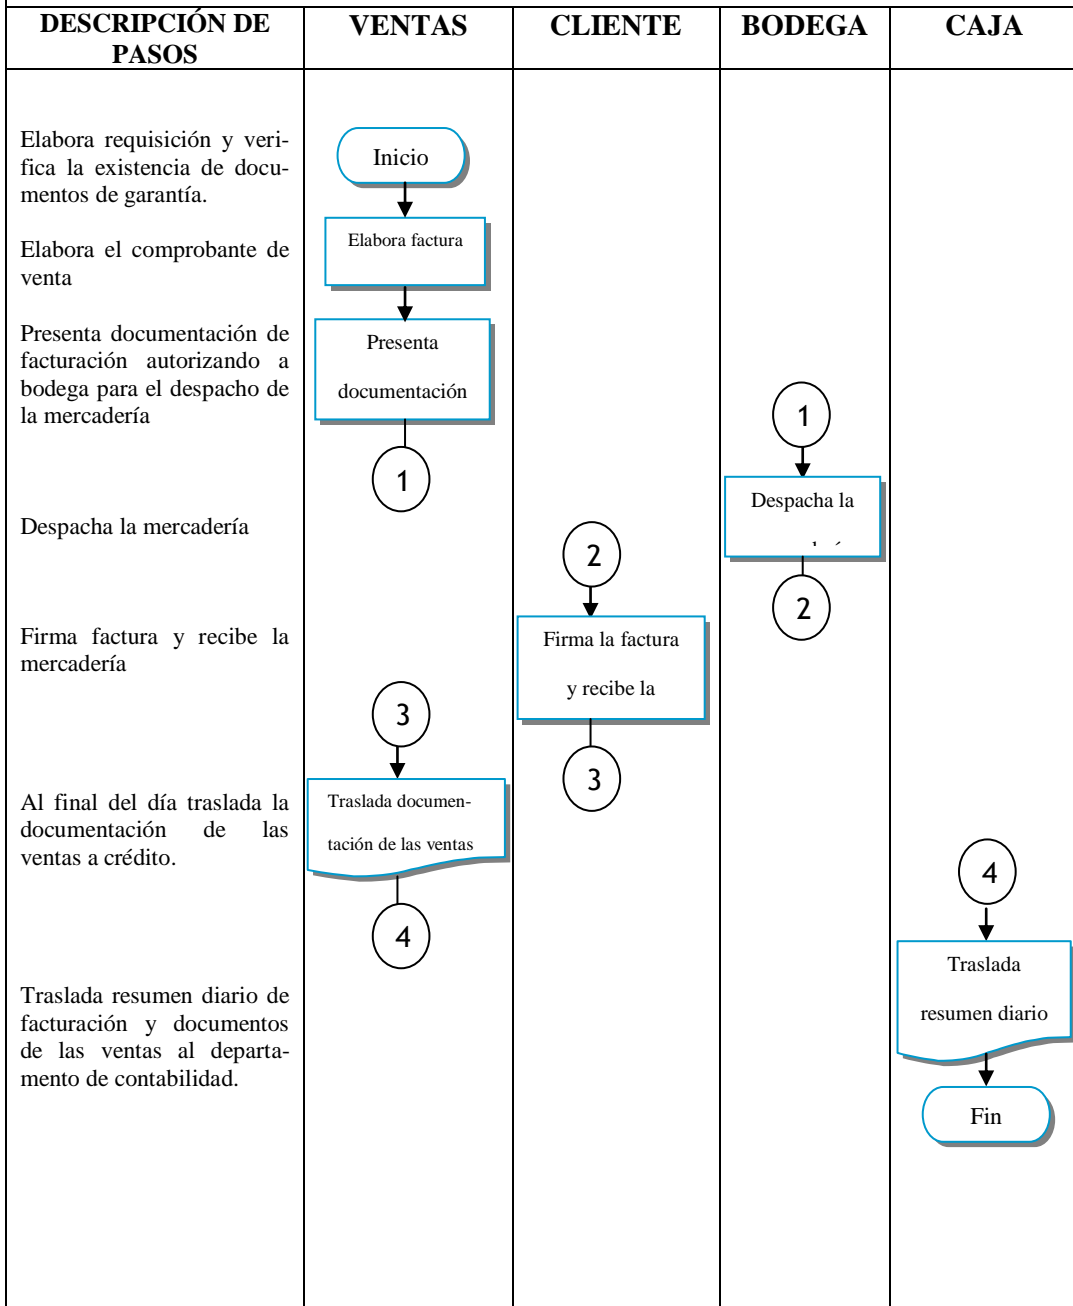 DESCRIPCIÓN DE
PASOS
VENTAS
CLIENTE
BODEGA
CAJA
Elabora requisición y veri-
fica la existencia de docu-
mentos de garantía.
Inicio
Elabora factura
Elabora el comprobante de
venta
Presenta documentación de
facturación autorizando a
bodega para el despacho de
la mercadería
Presenta
documentación
1
1
Despacha la
Despacha la mercadería
2
2
Firma factura y recibe la
mercadería
Firma la factura
y recibe la
3
3
Al final del día traslada la
documentación de las
ventas a crédito.
Traslada documen-
tación de las ventas
4
4
Traslada
resumen diario
Traslada resumen diario de
facturación y documentos
de las ventas al departa-
mento de contabilidad.
Fin